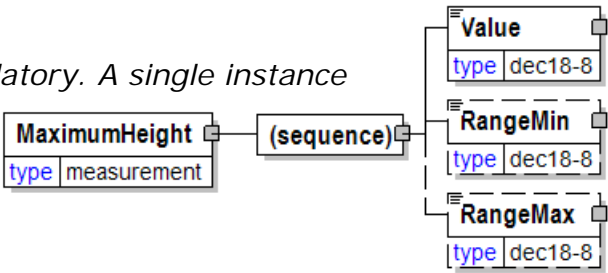 Value
type dec18-8
latory. A single instance
RangeMin
MaximumHeight (sequence)
type dec18-8
type measurement
RangeMax
type dec18-8